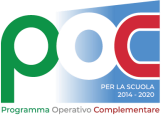 POC
PER LA SCUOLA
2014 - 2020
Programma Operativo Complementare